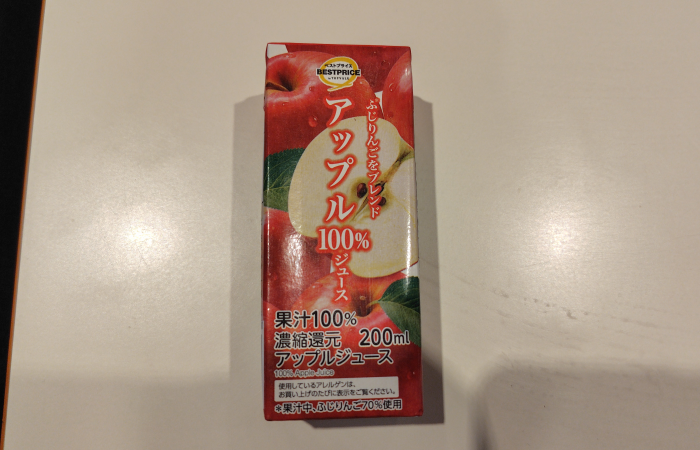 ベストプライス
BESTPRICE
by TOPVALU
ふじりんごをブレンド
アップル
100%
ジュース
果汁100%
濃縮還元 200ml
アップルジュース
100% Apple Juice
使用しているアレルゲンは、
お買い上げのたびに表示をご覧ください。
*果汁中、ふじりんご70%使用